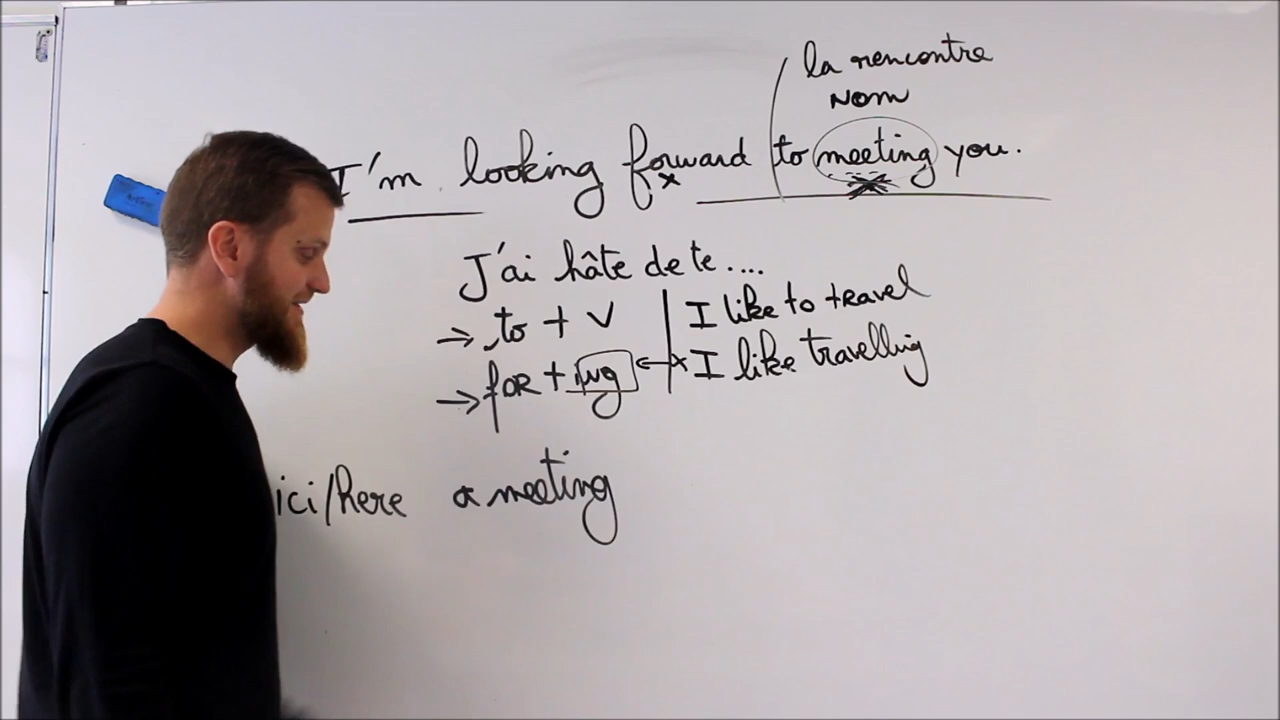 la rencontre
NOM
I'm looking forward to meeting you.
J'ai hâte de te....
→ to + V
I like to travel
→ for + ing
I like travelling
ici/here a meeting